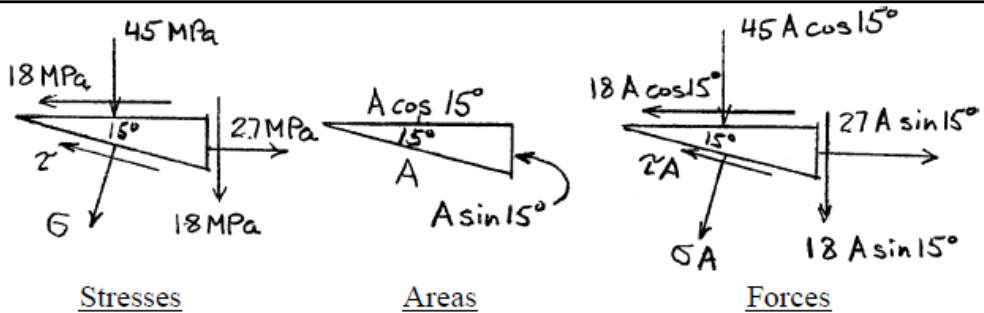 45 MPa
18 MPa
15°
27 MPa
τ
σ
18 MPa
Stresses
A cos 15°
15°
A
A sin 15°
Areas
45 A cos 15°
18 A cos 15°
15°
27 A sin 15°
τA
σA
18 A sin 15°
Forces